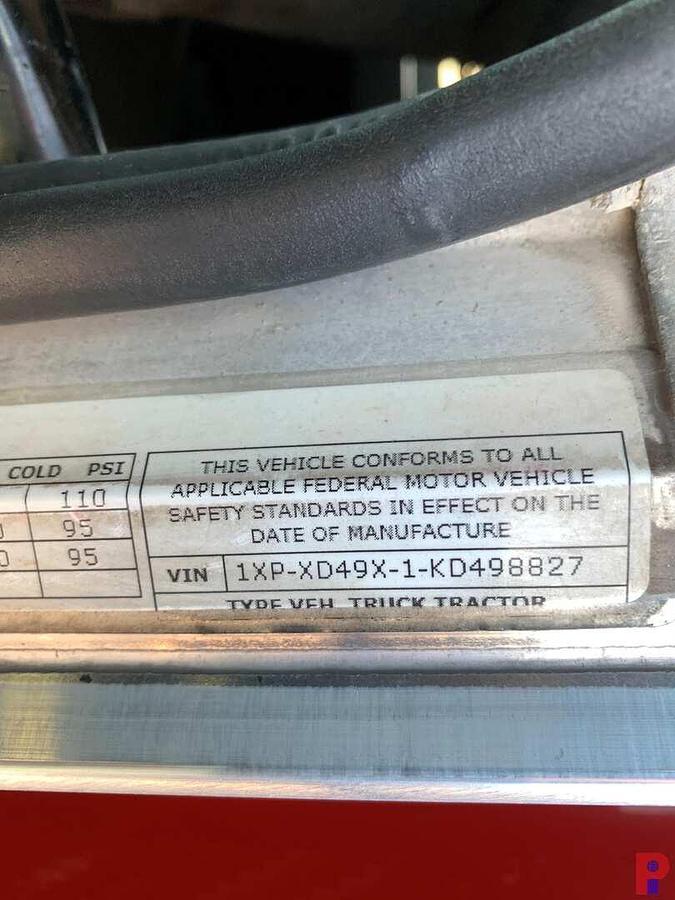 COLD PSI
110
95
95
THIS VEHICLE CONFORMS TO ALL
APPLICABLE FEDERAL MOTOR VEHICLE
SAFETY STANDARDS IN EFFECT ON THE
DATE OF MANUFACTURE
VIN 1XP-XD49X-1-KD498827
TYPE VEH. TRUCK TRACTOR